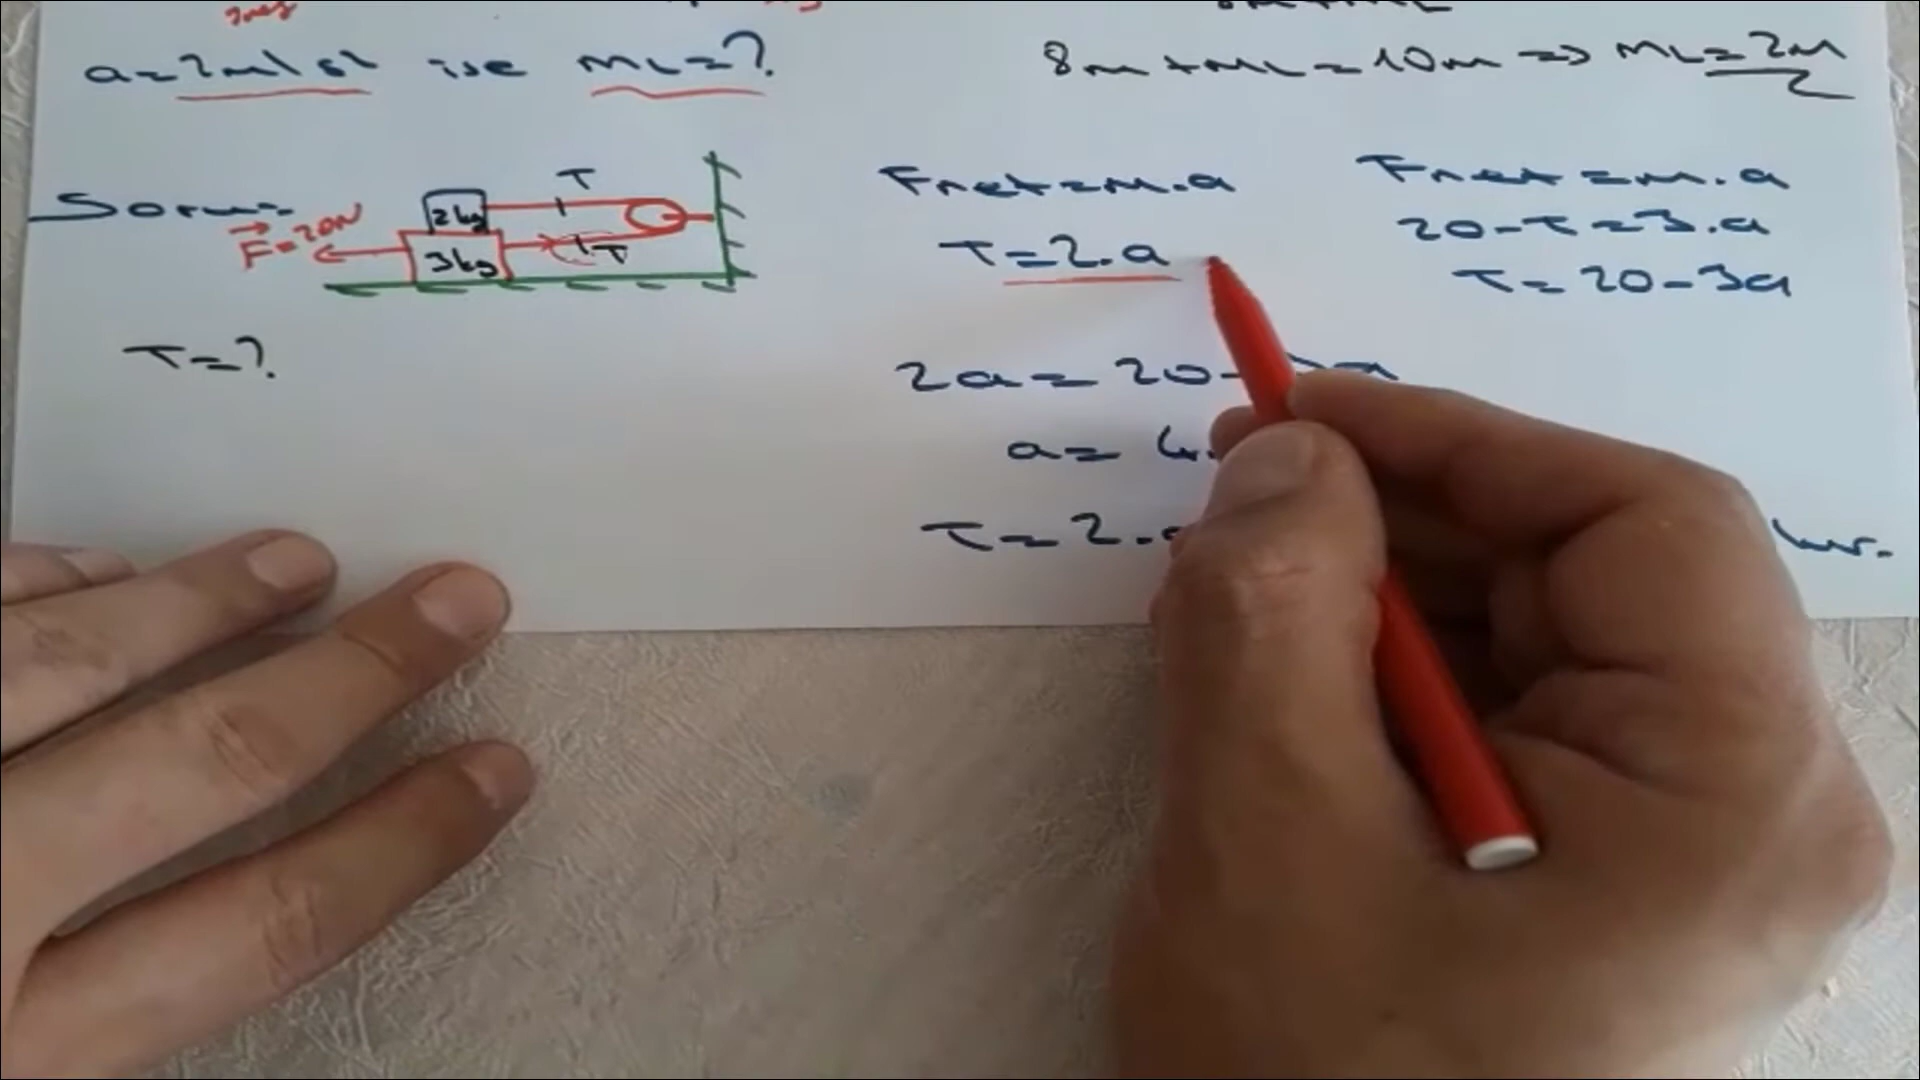 a=2m/s² ise mL=?
8m+mL=10m => mL=2m
Soru:
F=20N
2kg
3kg
T
T
T=?
Fnet=m.a
T=2.a
Fnet=m.a
20-T=3.a
T=20-3a
2a=20-
a=4.
T=2.